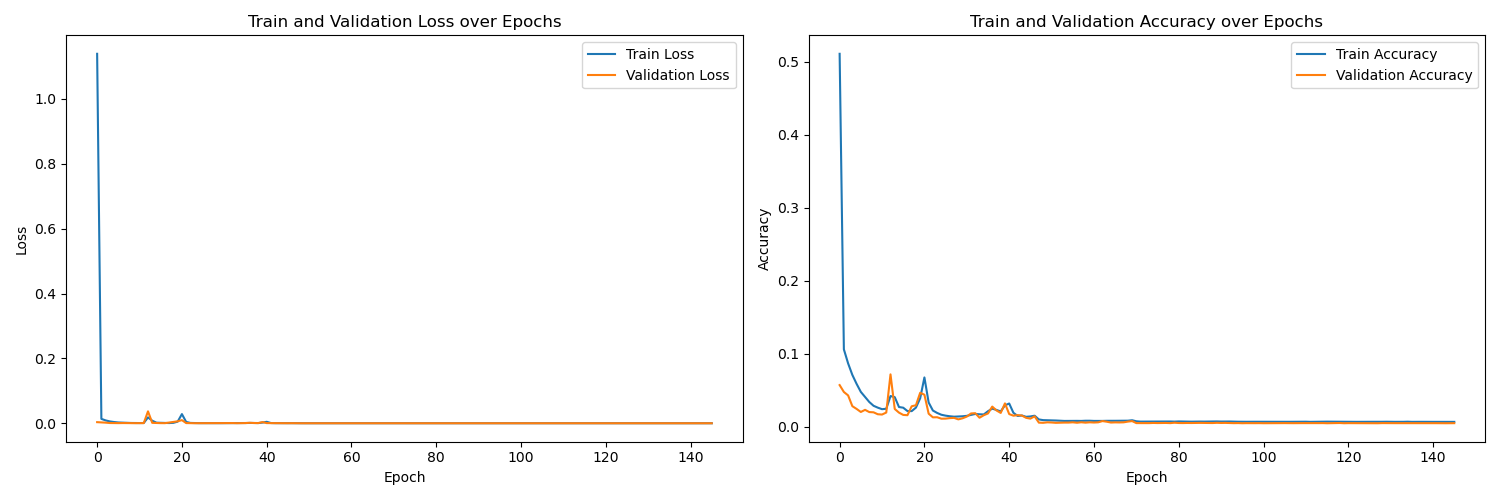 Train and Validation Loss over Epochs
Train Loss
Validation Loss
1.0
0.8
0.6
0.4
0.2
0.0
Loss
0
20
40
60
80
100
120
140
Epoch
Train and Validation Accuracy over Epochs
Train Accuracy
Validation Accuracy
0.5
0.4
0.3
0.2
0.1
0.0
Accuracy
0
20
40
60
80
100
120
140
Epoch